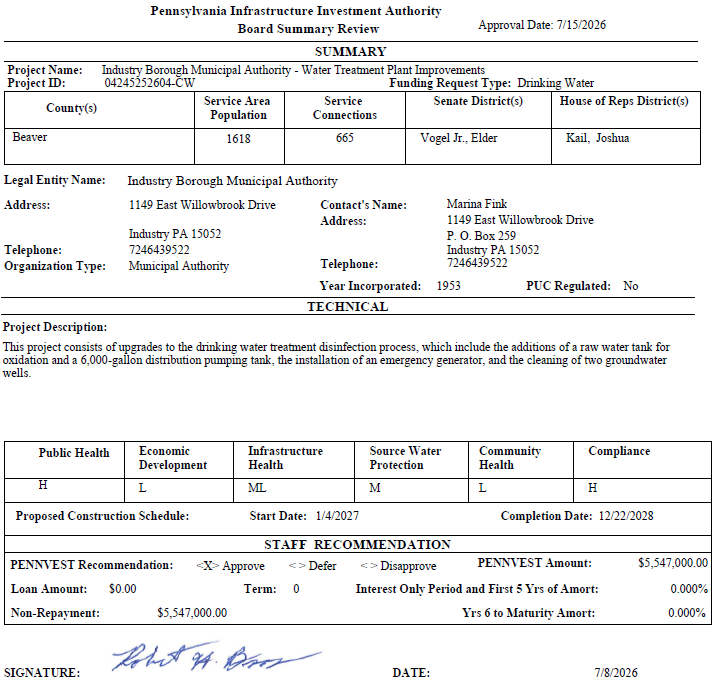 Pennsylvania Infrastructure Investment Authority
Board Summary Review
Approval Date: 7/15/2026
SUMMARY
Project Name: Industry Borough Municipal Authority - Water Treatment Plant Improvements
Project ID: 04245252604-CW Funding Request Type: Drinking Water
County(s) Service Area Population Service Connections Senate District(s) House of Reps District(s)
Beaver 1618 665 Vogel Jr., Elder Kail, Joshua
Legal Entity Name: Industry Borough Municipal Authority
Address: 1149 East Willowbrook Drive Contact's Name: Marina Fink
Address: 1149 East Willowbrook Drive
Industry PA 15052 P. O. Box 259
Telephone: 7246439522 Industry PA 15052
Organization Type: Municipal Authority Telephone: 7246439522
Year Incorporated: 1953 PUC Regulated: No
TECHNICAL
Project Description:
This project consists of upgrades to the drinking water treatment disinfection process, which include the additions of a raw water tank for
oxidation and a 6,000-gallon distribution pumping tank, the installation of an emergency generator, and the cleaning of two groundwater
wells.
Public Health Economic Development Infrastructure Health Source Water Protection Community Health Compliance
H L ML M L H
Proposed Construction Schedule: Start Date: 1/4/2027 Completion Date: 12/22/2028
STAFF RECOMMENDATION
PENNVEST Recommendation: <X> Approve < > Defer < > Disapprove PENNVEST Amount: $5,547,000.00
Loan Amount: $0.00 Term: 0 Interest Only Period and First 5 Yrs of Amort: 0.000%
Non-Repayment: $5,547,000.00 Yrs 6 to Maturity Amort: 0.000%
SIGNATURE: Robert H. DATE: 7/8/2026